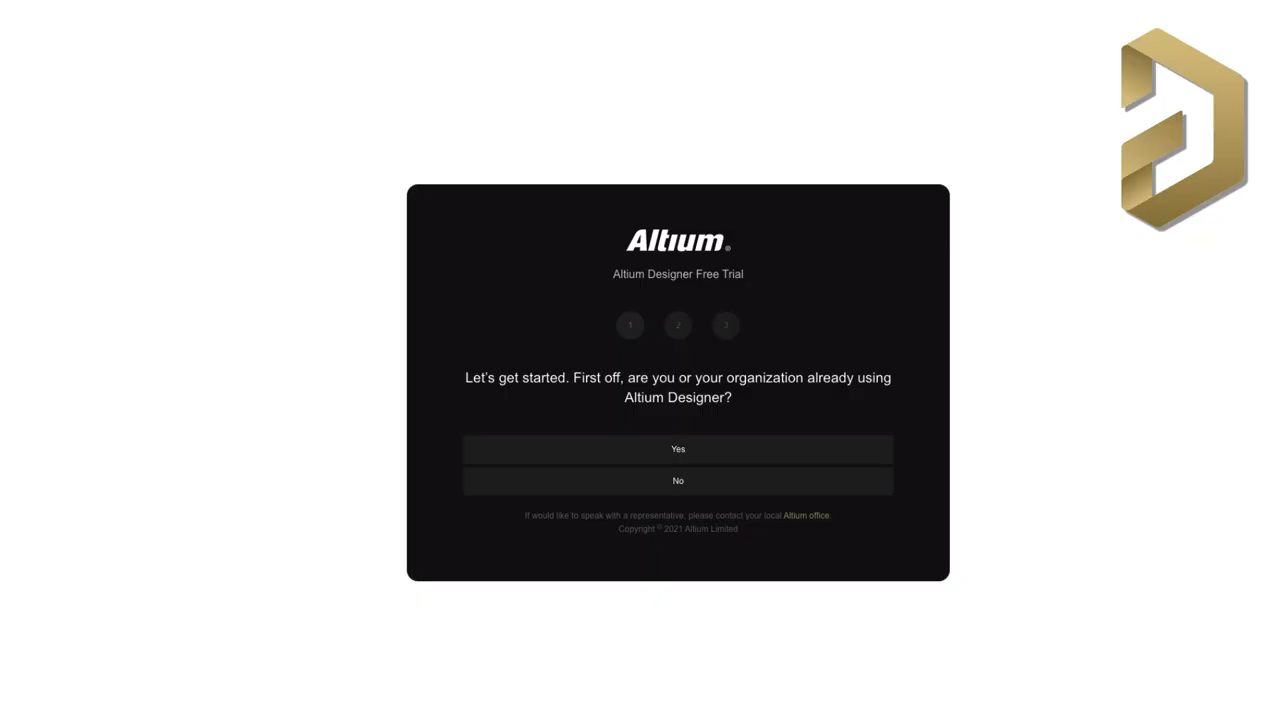 Altium®
Altium Designer Free Trial
1 2 3
Let's get started. First off, are you or your organization already using
Altium Designer?
Yes
No
If would like to speak with a representative, please contact your local Altium office.
Copyright © 2021 Altium Limited